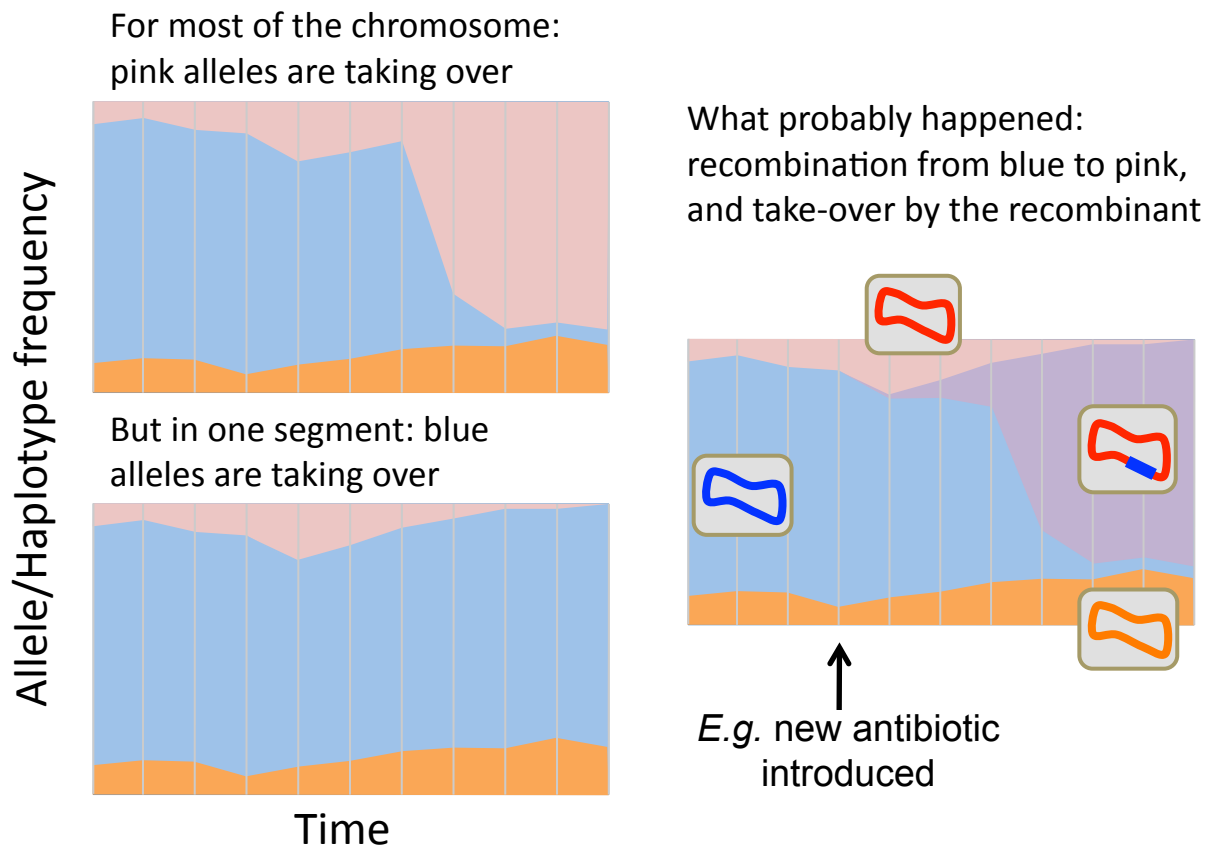 For most of the chromosome:
pink alleles are taking over
Allele/Haplotype frequency
But in one segment: blue
alleles are taking over
Time
What probably happened:
recombination from blue to pink,
and take-over by the recombinant
E.g. new antibiotic
introduced